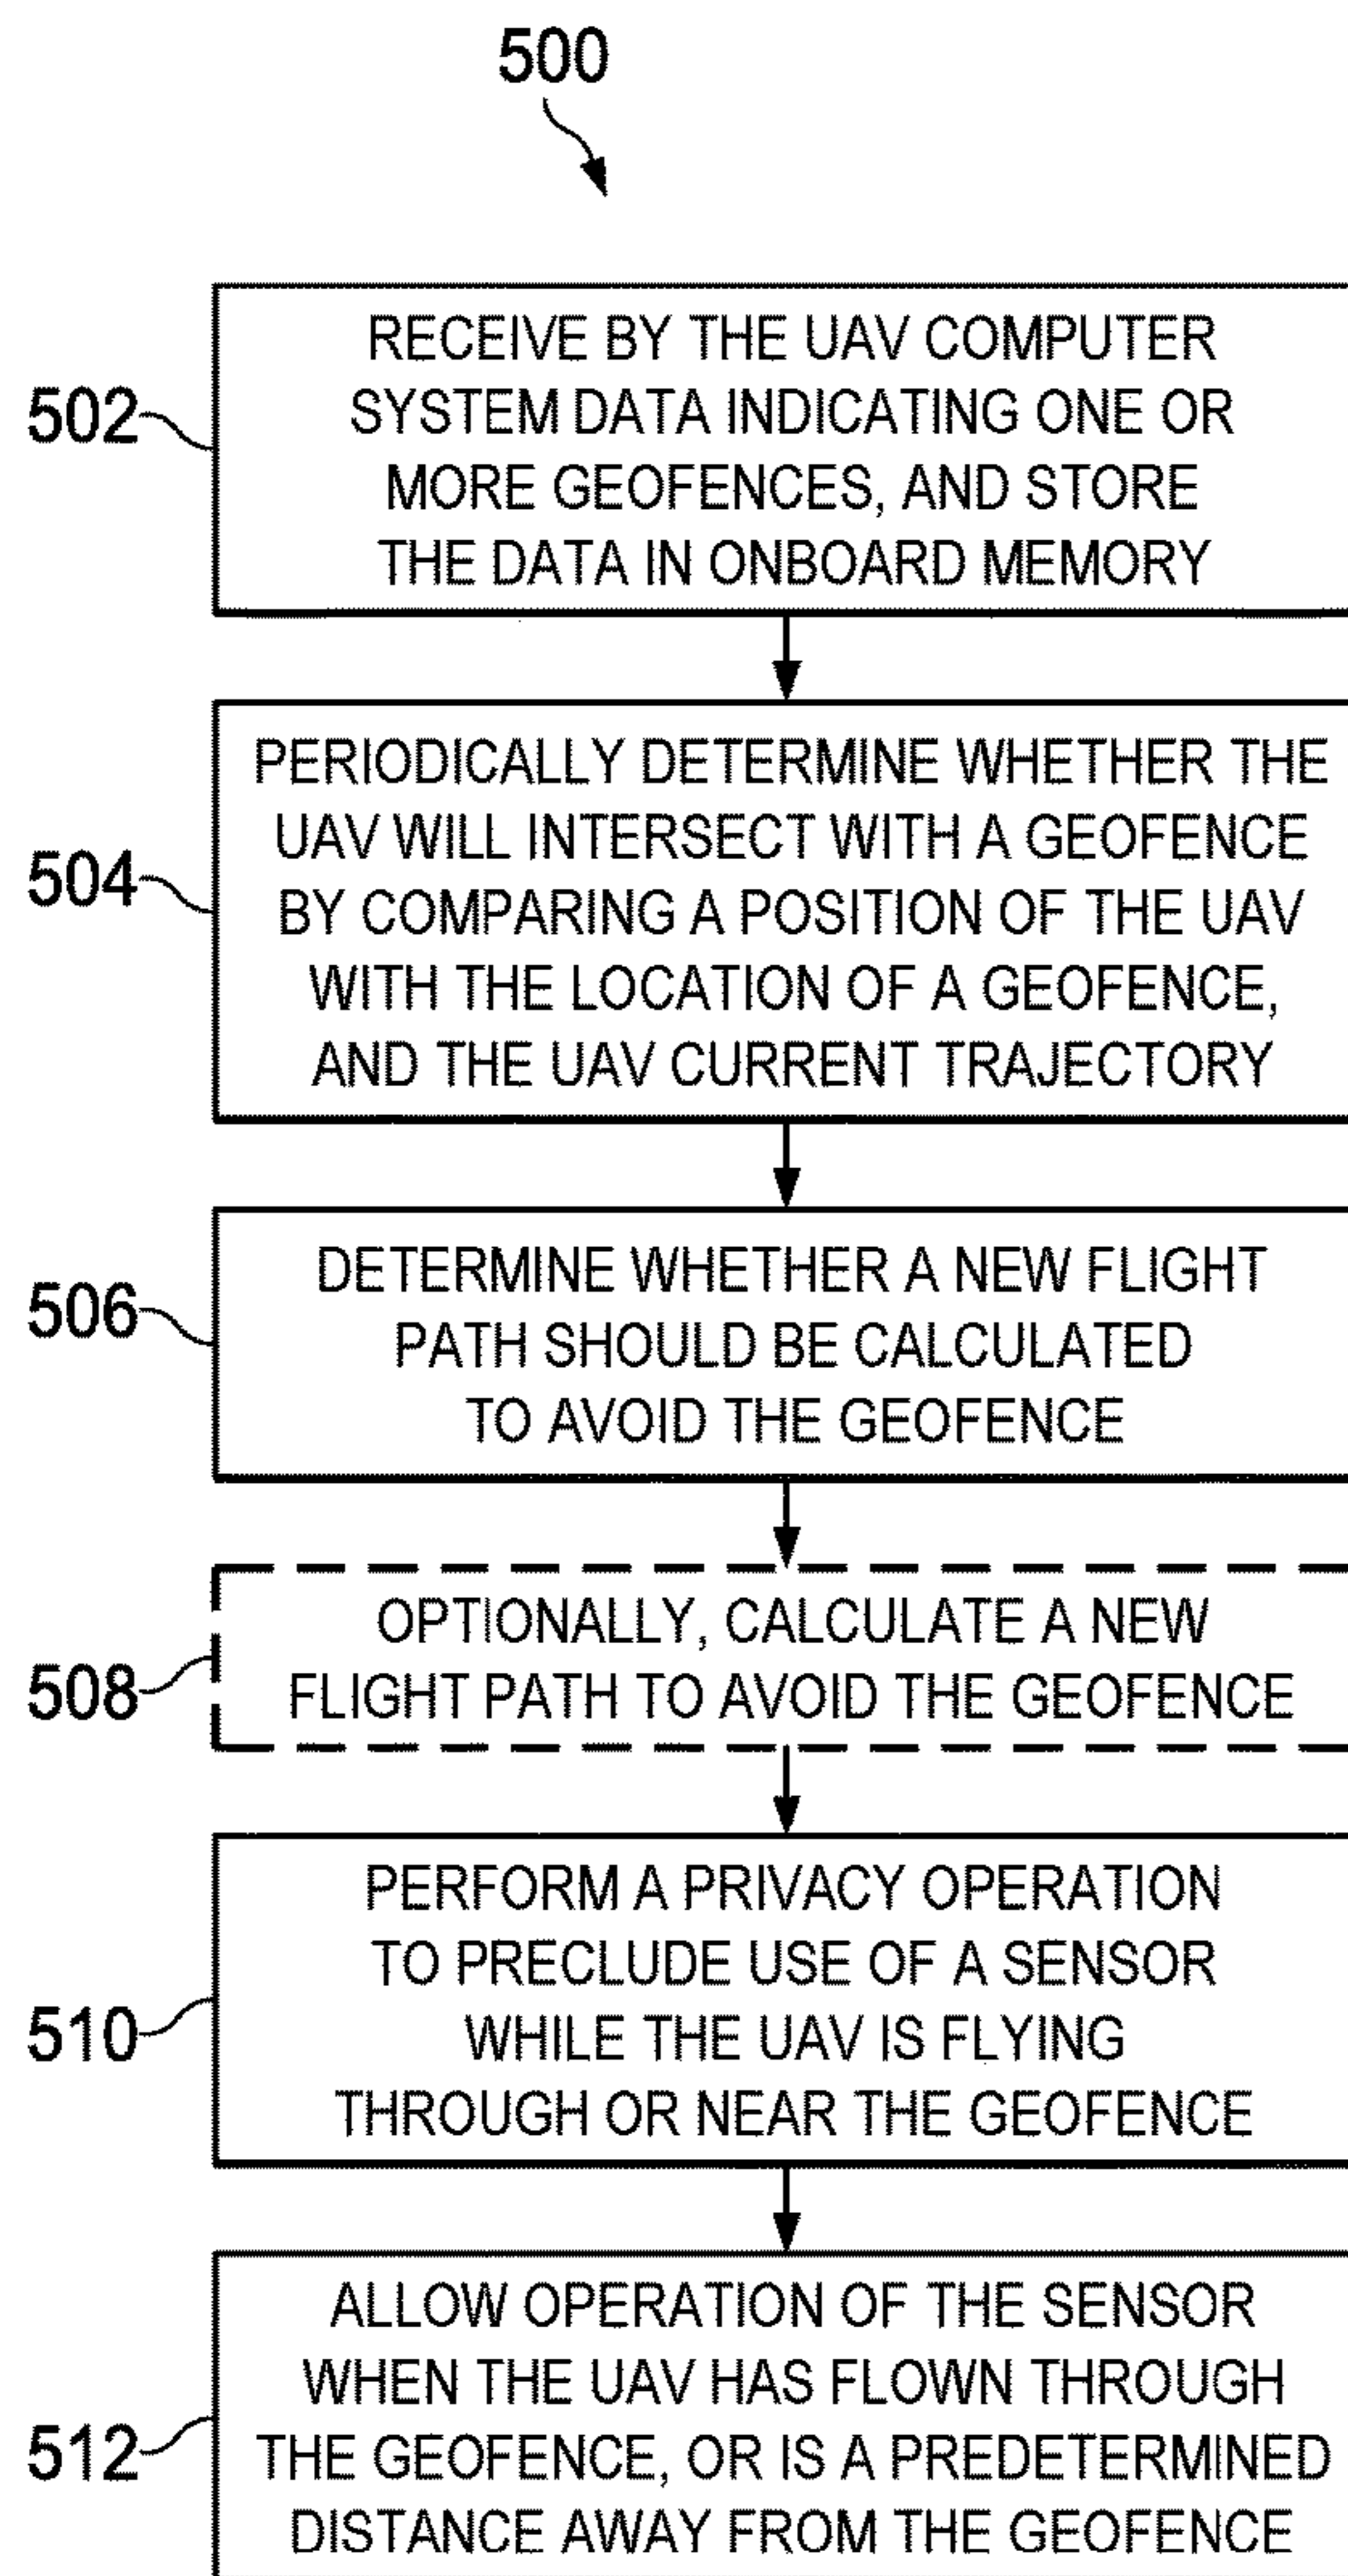 500
502
RECEIVE BY THE UAV COMPUTER
SYSTEM DATA INDICATING ONE OR
MORE GEOFENCES, AND STORE
THE DATA IN ONBOARD MEMORY
504
PERIODICALLY DETERMINE WHETHER THE
UAV WILL INTERSECT WITH A GEOFENCE
BY COMPARING A POSITION OF THE UAV
WITH THE LOCATION OF A GEOFENCE,
AND THE UAV CURRENT TRAJECTORY
506
DETERMINE WHETHER A NEW FLIGHT
PATH SHOULD BE CALCULATED
TO AVOID THE GEOFENCE
508
OPTIONALLY, CALCULATE A NEW
FLIGHT PATH TO AVOID THE GEOFENCE
510
PERFORM A PRIVACY OPERATION
TO PRECLUDE USE OF A SENSOR
WHILE THE UAV IS FLYING
THROUGH OR NEAR THE GEOFENCE
512
ALLOW OPERATION OF THE SENSOR
WHEN THE UAV HAS FLOWN THROUGH
THE GEOFENCE, OR IS A PREDETERMINED
DISTANCE AWAY FROM THE GEOFENCE